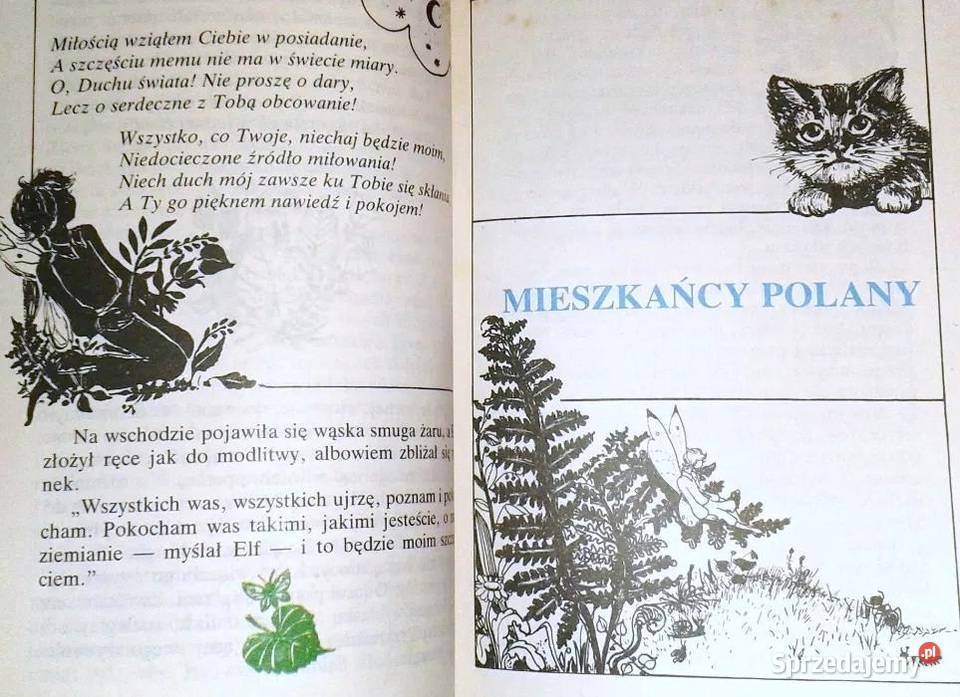 Miłością wziąłem Ciebie w posiadanie,
A szczęściu memu nie ma w świecie miary.
O, Duchu świata! Nie proszę o dary,
Lecz o serdeczne z Tobą obcowanie!
Wszystko, co Twoje, niechaj będzie moim,
Niedocieczone źródło miłowania!
Niech duch mój zawsze ku Tobie się skłania
A Ty go pięknem nawiedź i pokojem!
Na wschodzie pojawiła się wąska smuga żaru, a
złożył ręce jak do modlitwy, albowiem zbliżał się
nek.
„Wszystkich was, wszystkich ujrzę, poznam i
cham. Pokocham was takimi, jakimi jesteście, o
ziemianie — myślał Elf — i to będzie moim
ciem.”
MIESZKAŃCY POLANY
Sprzedajemy.pl